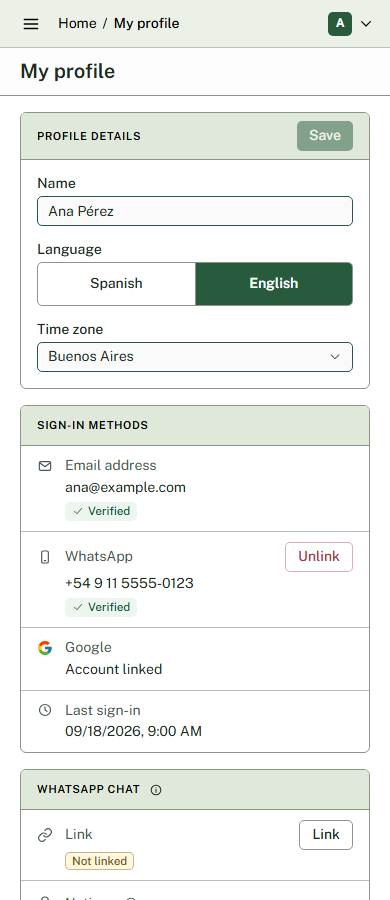 Home / My profile
A
My profile
PROFILE DETAILS
Save
Name
Ana Pérez
Language
Spanish
English
Time zone
Buenos Aires
SIGN-IN METHODS
Email address
ana@example.com
Verified
WhatsApp
Unlink
+54 9 11 5555-0123
Verified
Google
Account linked
Last sign-in
09/18/2026, 9:00 AM
WHATSAPP CHAT
Link
Link
Not linked